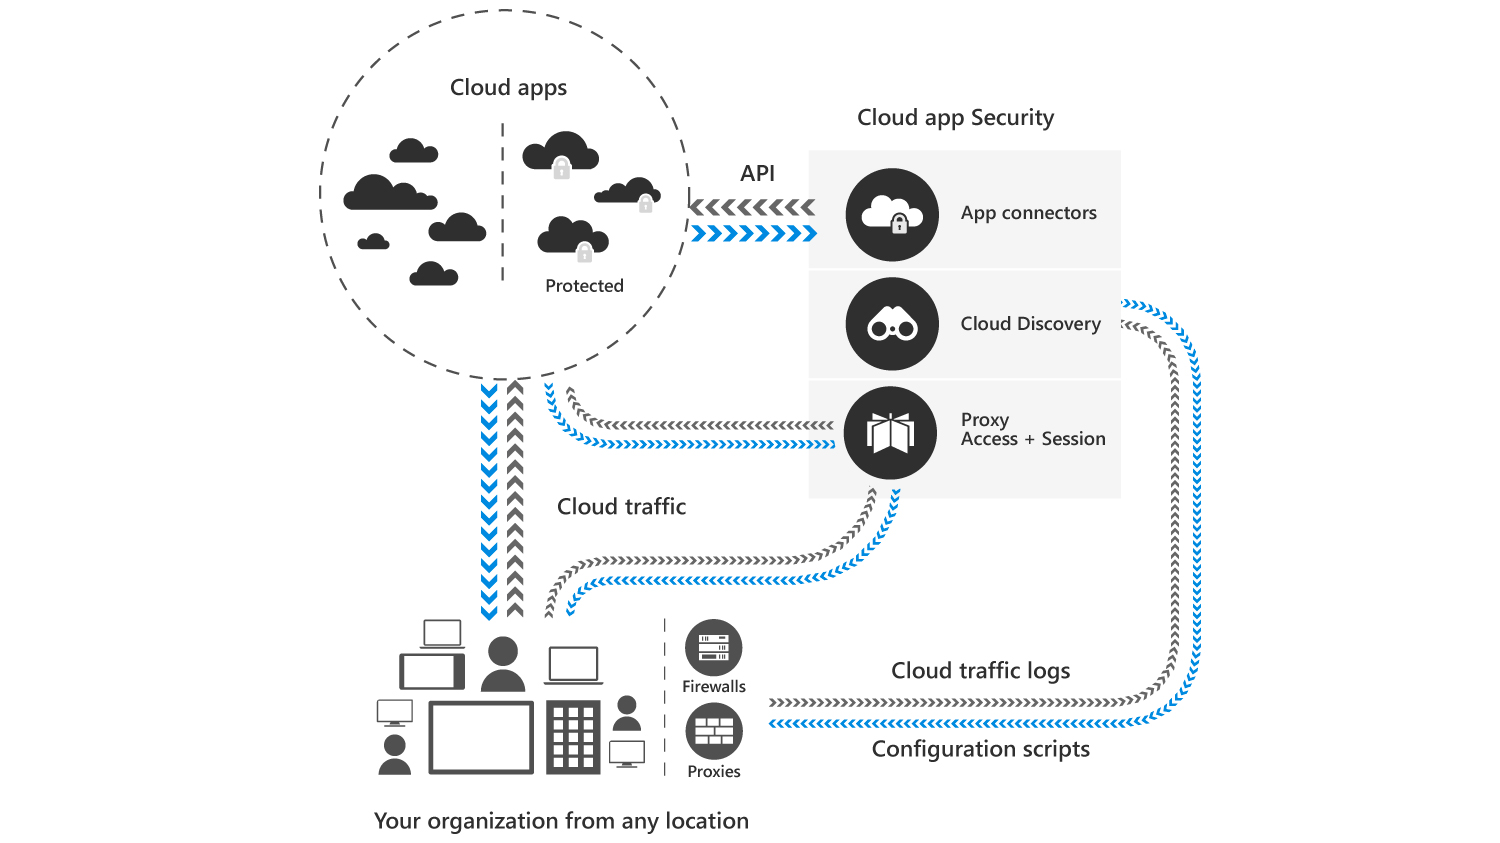 Cloud apps
Protected
API
Cloud app Security
App connectors
Cloud Discovery
Proxy
Access + Session
Cloud traffic
Firewalls
Proxies
Cloud traffic logs
Configuration scripts
Your organization from any location